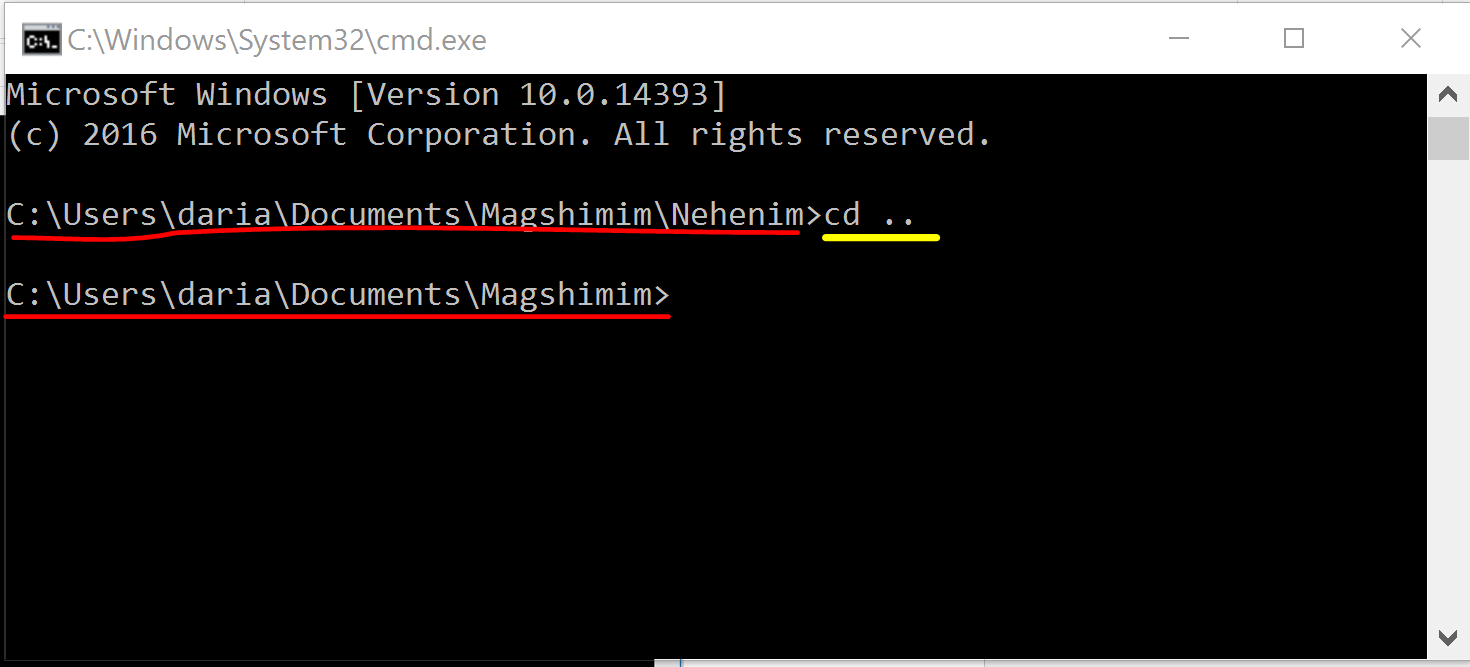 C:\Windows\System32\cmd.exe
Microsoft Windows [Version 10.0.14393]
(c) 2016 Microsoft Corporation. All rights reserved.
C:\Users\daria\Documents\Magshimim\Nehenim>cd ..
C:\Users\daria\Documents\Magshimim>